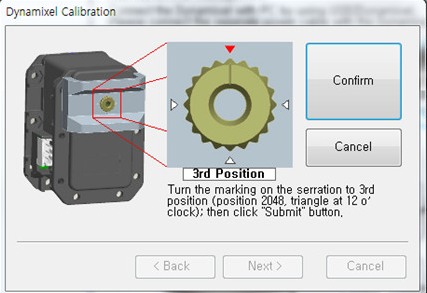 Dynamixel Calibration
Confirm
Cancel
3rd Position
Turn the marking on the serration to 3rd
position (position 2048, triangle at 12 o'
clock); then click "Submit" button.
< Back
Next >
Cancel